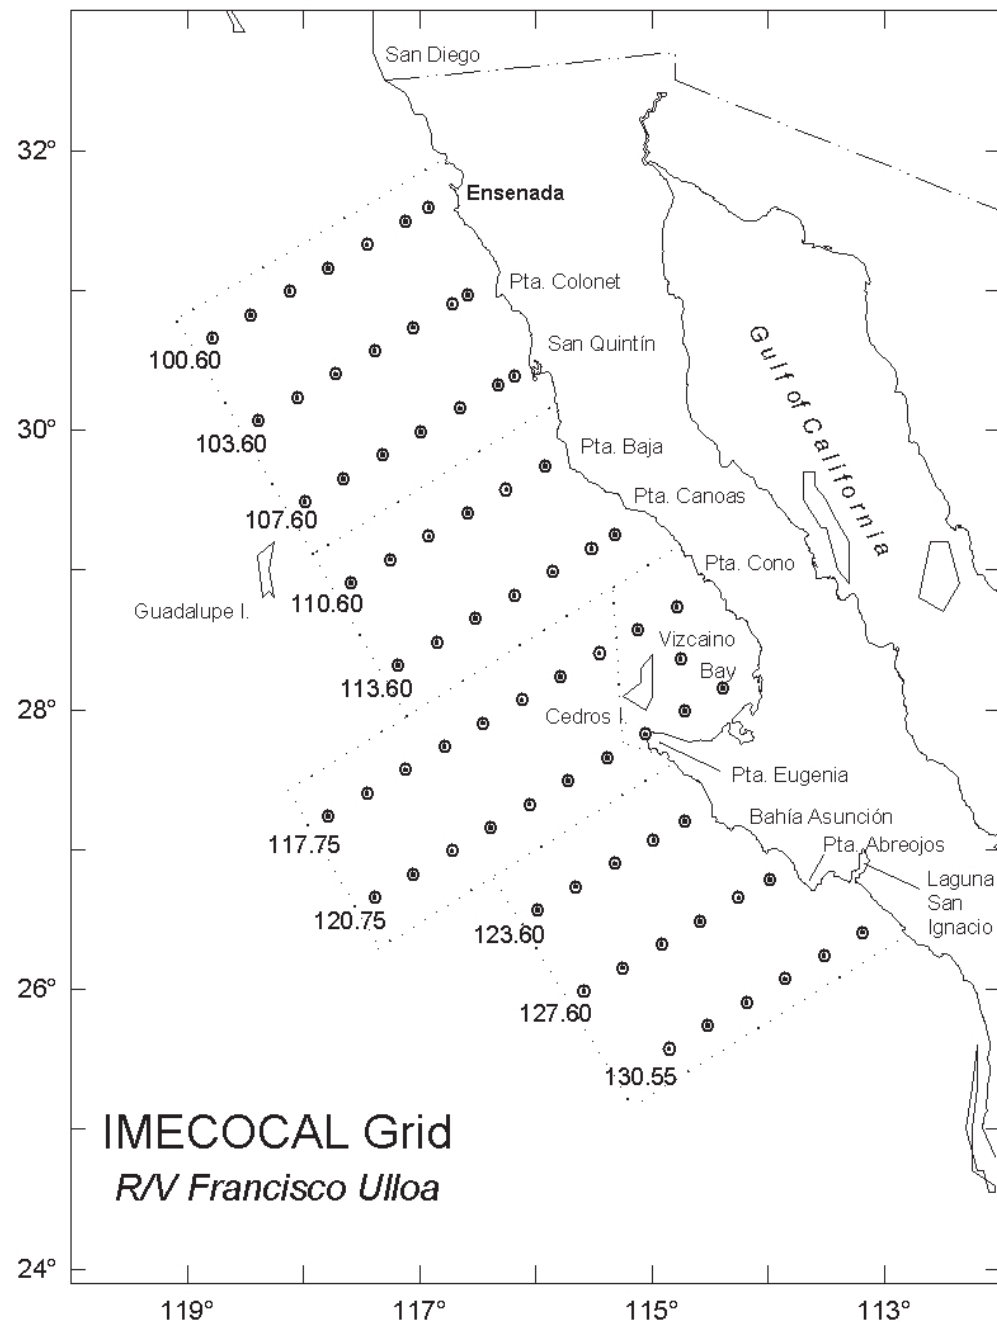 San Diego
32°
Ensenada
Pta. Colonet
San Quintín
100.60
Gulf of California
103.60
30°
Pta. Baja
Pta. Canoas
107.60
Pta. Cono
110.60
Guadalupe I.
Vizcaino
Bay
113.60
28°
Cedros I.
Pta. Eugenia
Bahía Asunción
117.75
Pta. Abreojos
Laguna
San
Ignacio
120.75
123.60
26°
127.60
130.55
IMECOCAL Grid
R/V Francisco Ulloa
24°
119°
117°
115°
113°